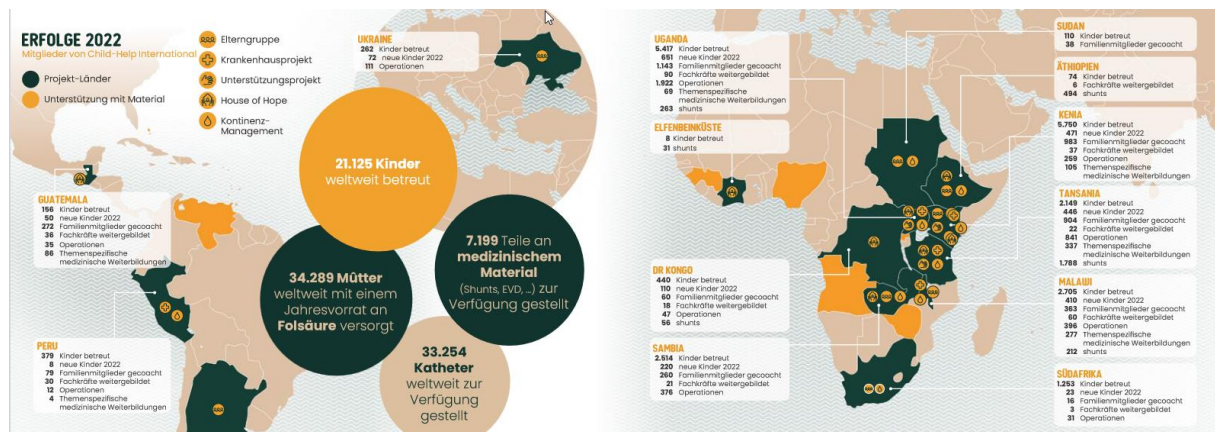 ERFOLGE 2022
Mitglieder von Child-Help International
Projekt-Länder
Unterstützung mit Material
Elterngruppe
Krankenhausprojekt
Unterstützungsprojekt
House of Hope
Kontinenz-
Management
UKRAINE
262 Kinder betreut
72 neue Kinder 2022
111 Operationen
21.125 Kinder
weltweit betreut
GUATEMALA
156 Kinder betreut
50 neue Kinder 2022
272 Familienmitglieder gecoacht
36 Fachkräfte weitergebildet
35 Operationen
86 Themenspezifische
medizinische Weiterbildungen
34.289 Mütter
weltweit mit einem
Jahresvorrat an
Folsäure versorgt
7.199 Teile an
medizinischem
Material
(Shunts, EVD, ...) zur
Verfügung gestellt
33.254
Katheter
weltweit zur
Verfügung
gestellt
PERU
379 Kinder betreut
8 neue Kinder 2022
79 Familienmitglieder gecoacht
30 Fachkräfte weitergebildet
12 Operationen
4 Themenspezifische
medizinische Weiterbildungen
UGANDA
5.417 Kinder betreut
651 neue Kinder 2022
1.143 Familienmitglieder gecoacht
90 Fachkräfte weitergebildet
1.922 Operationen
69 Themenspezifische
medizinische Weiterbildungen
263 shunts
ELFENBEINKÜSTE
8 Kinder betreut
31 shunts
DR KONGO
440 Kinder betreut
110 neue Kinder 2022
60 Familienmitglieder gecoacht
18 Fachkräfte weitergebildet
47 Operationen
56 shunts
SAMBIA
2.514 Kinder betreut
220 neue Kinder 2022
260 Familienmitglieder gecoacht
21 Fachkräfte weitergebildet
376 Operationen
SUDAN
110 Kinder betreut
38 Familienmitglieder gecoacht
ÄTHIOPIEN
74 Kinder betreut
6 Fachkräfte weitergebildet
494 shunts
KENIA
5.750 Kinder betreut
471 neue Kinder 2022
983 Familienmitglieder gecoacht
37 Fachkräfte weitergebildet
259 Operationen
105 Themenspezifische
medizinische Weiterbildungen
TANSANIA
2.149 Kinder betreut
446 neue Kinder 2022
904 Familienmitglieder gecoacht
22 Fachkräfte weitergebildet
841 Operationen
337 Themenspezifische
medizinische Weiterbildungen
1.788 shunts
MALAWI
2.705 Kinder betreut
410 neue Kinder 2022
363 Familienmitglieder gecoacht
60 Fachkräfte weitergebildet
396 Operationen
277 Themenspezifische
medizinische Weiterbildungen
212 shunts
SÜDAFRIKA
1.253 Kinder betreut
23 neue Kinder 2022
16 Familienmitglieder gecoacht
3 Fachkräfte weitergebildet
31 Operationen